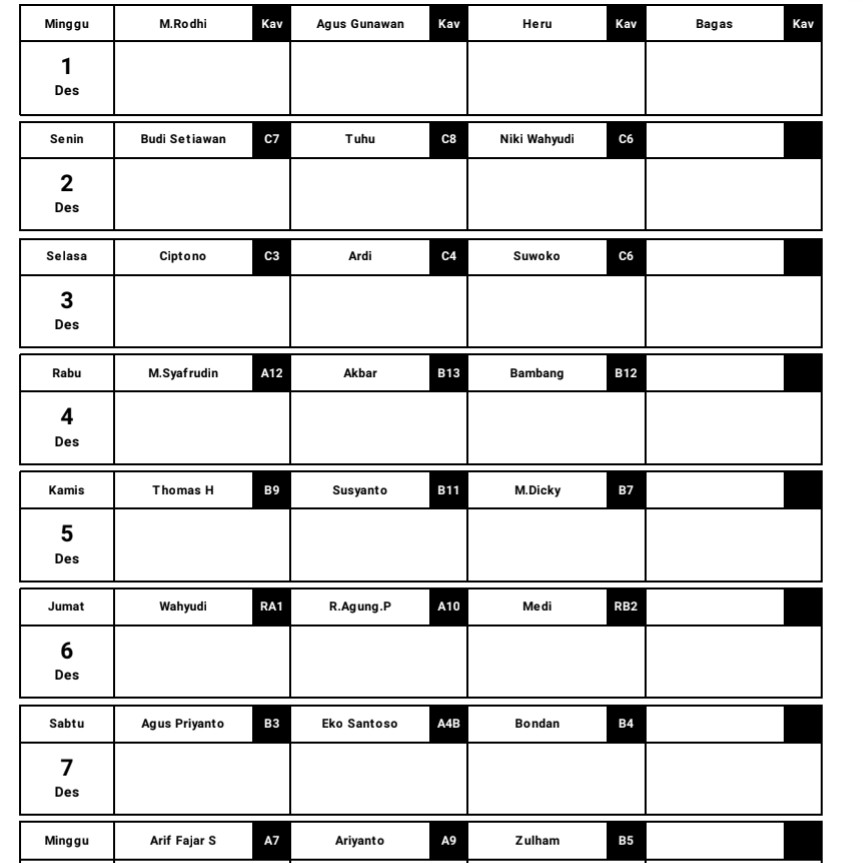 Minggu M.Rodhi Kav Agus Gunawan Kav Heru Kav Bagas Kav
1
Des
Senin Budi Setiawan C7 Tuhu C8 Niki Wahyudi C6
2
Des
Selasa Ciptono C3 Ardi C4 Suwoko C6
3
Des
Rabu M.Syafrudin A12 Akbar B13 Bambang B12
4
Des
Kamis Thomas H B9 Susyanto B11 M.Dicky B7
5
Des
Jumat Wahyudi RA1 R.Agung.P A10 Medi RB2
6
Des
Sabtu Agus Priyanto B3 Eko Santoso A4B Bondan B4
7
Des
Minggu Arif Fajar S A7 Ariyanto A9 Zulham B5